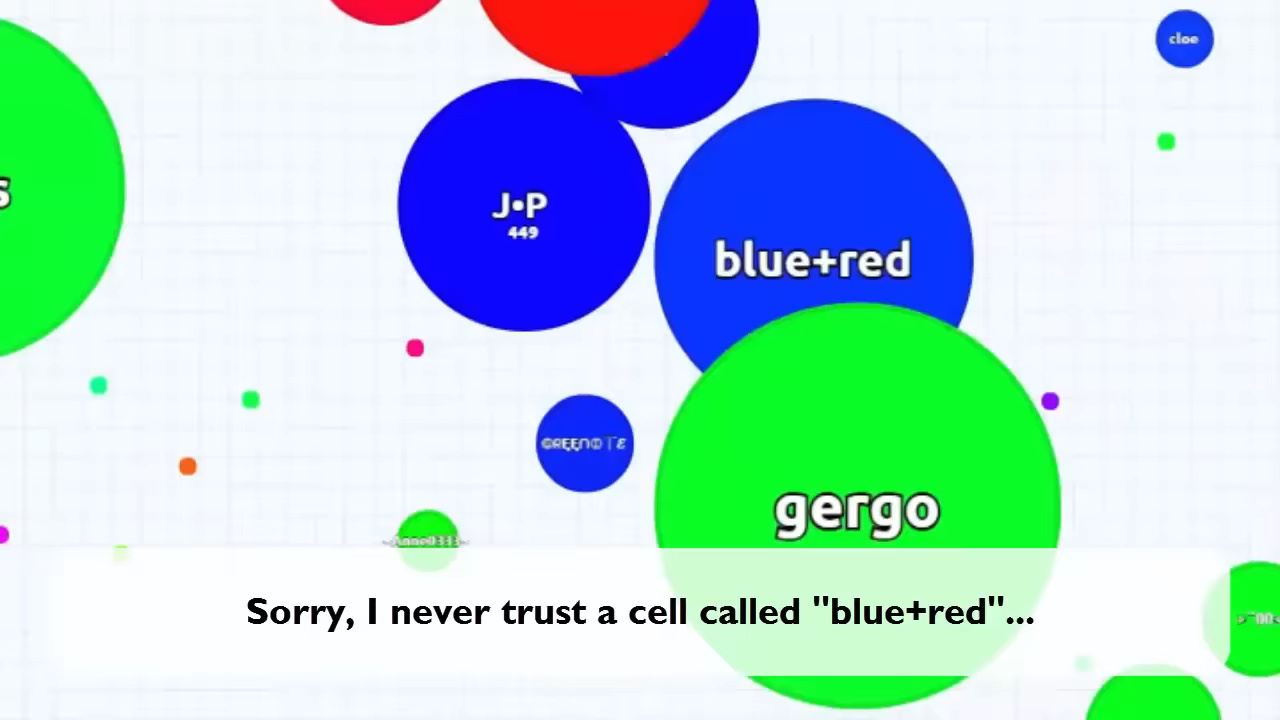 cloe
s
J•P
449
blue+red
gergo
Sorry, I never trust a cell called "blue+red"...